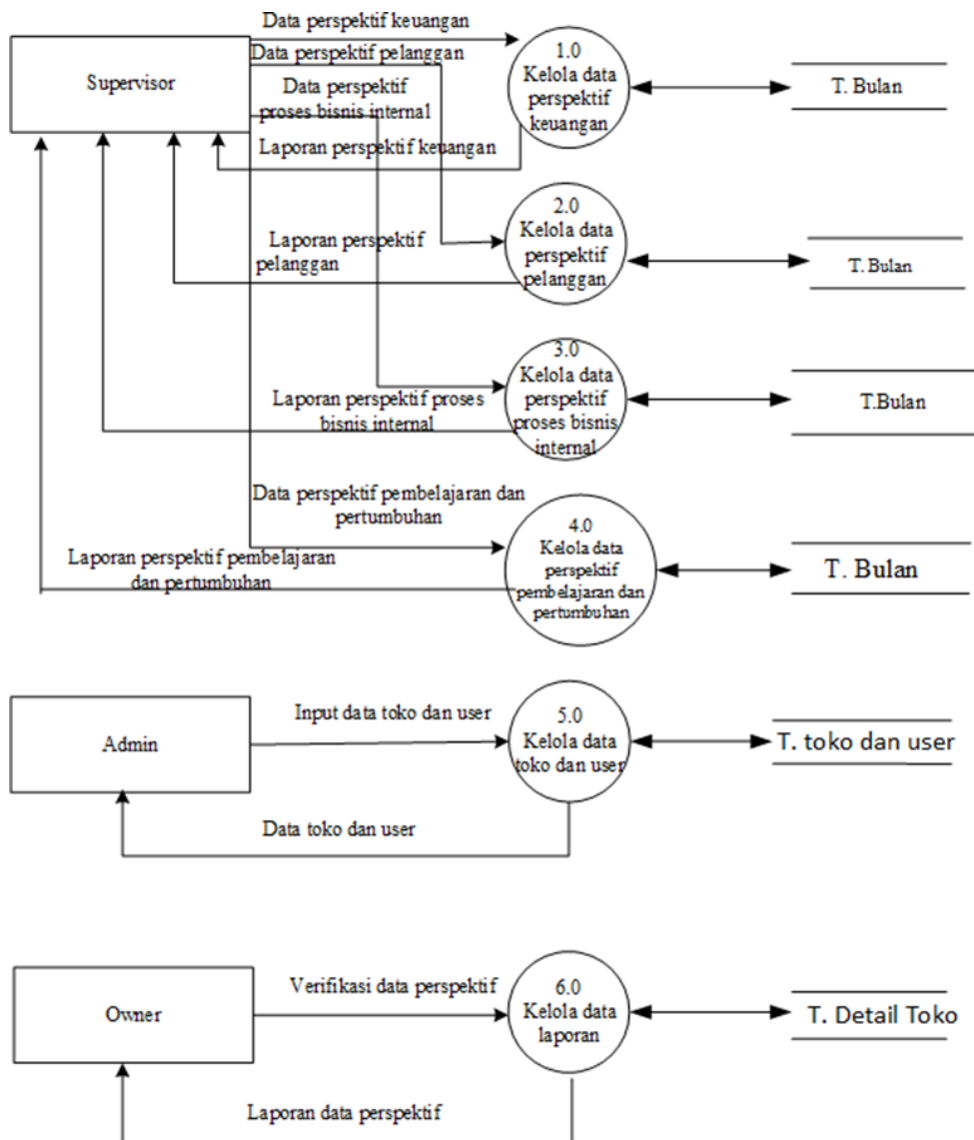 Data perspektif keuangan
Supervisor
Data perspektif pelanggan
Data perspektif
proses bisnis internal
Laporan perspektif keuangan
1.0
Kelola data
perspektif
keuangan
T. Bulan
Laporan perspektif
pelanggan
2.0
Kelola data
perspektif
pelanggan
T.Bulan
Laporan perspektif proses
bisnis internal
3.0
Kelola data
perspektif
proses bisnis
internal
T.Bulan
Data perspektif pembelajaran dan
pertumbuhan
Laporan perspektif pembelajaran
dan pertumbuhan
4.0
Kelola data
perspektif
pembelajaran dan
pertumbuhan
T. Bulan
Admin
Input data toko dan user
5.0
Kelola data
toko dan user
T. toko dan user
Data toko dan user
Owner
Verifikasi data perspektif
6.0
Kelola data
laporan
T. Detail Toko
Laporan data perspektif